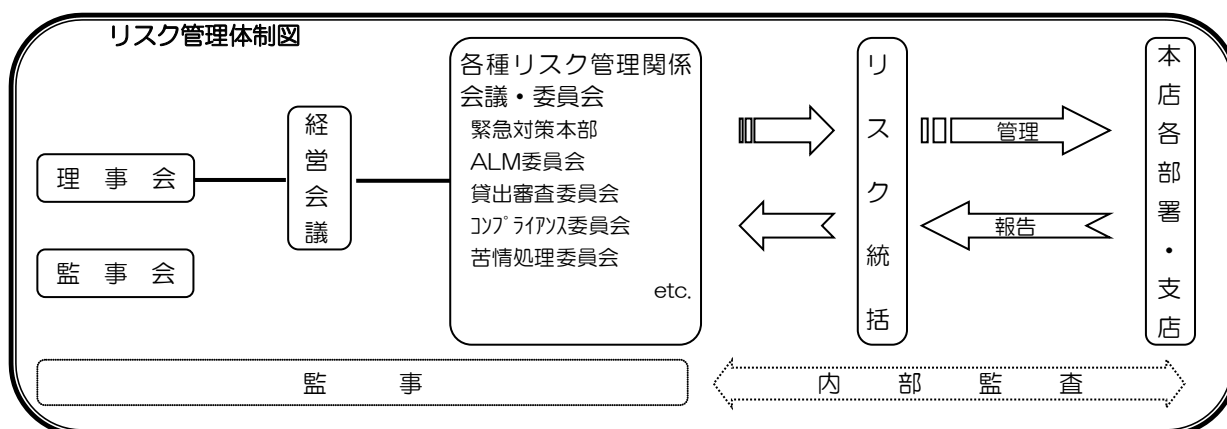 リスク管理体制図
理事会
監事会
経営会議
各種リスク管理関係
会議・委員会
緊急対策本部
ALM委員会
貸出審査委員会
ｺﾝﾌﾟﾗｲｱﾝｽ委員会
苦情処理委員会
etc.
リスク統括
管理
報告
本店各部署・支店
監事
内部監査